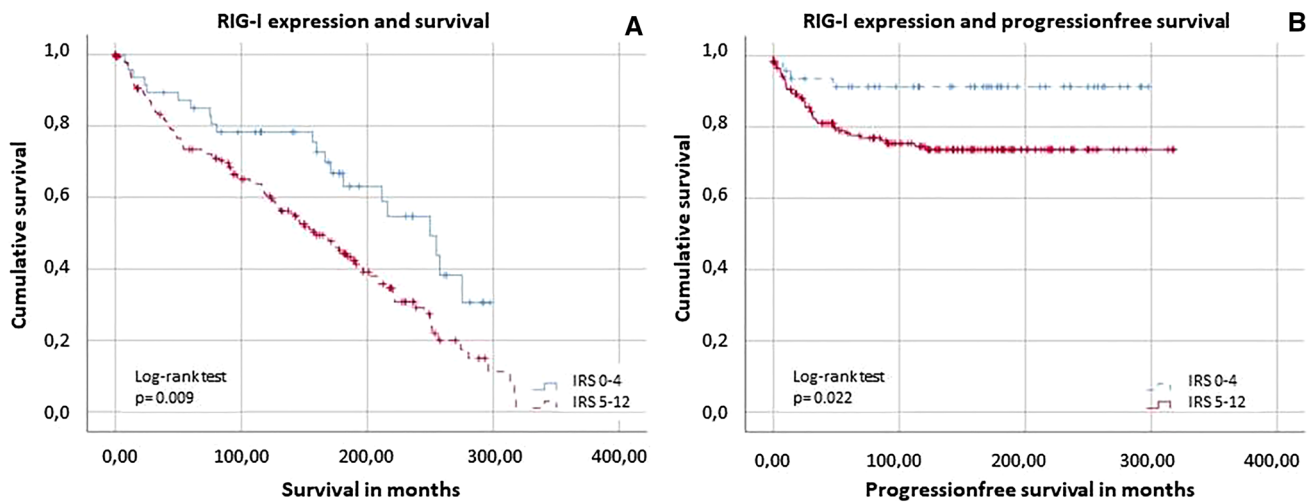 RIG-I expression and survival
A
Cumulative survival
1,0
0,8
0,6
0,4
0,2
0,0
Log-rank test
p= 0.009
IRS 0-4
IRS 5-12
0,00 100,00 200,00 300,00 400,00
Survival in months
RIG-I expression and progressionfree survival
B
Cumulative survival
1,0
0,8
0,6
0,4
0,2
0,0
Log-rank test
p= 0.022
IRS 0-4
IRS 5-12
0,00 100,00 200,00 300,00 400,00
Progressionfree survival in months